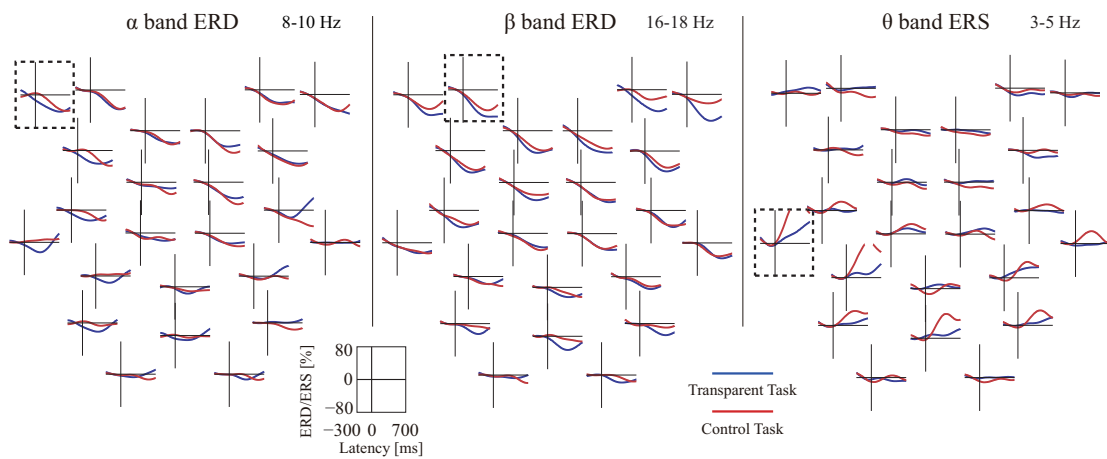 α band ERD 8-10 Hz
β band ERD 16-18 Hz
θ band ERS 3-5 Hz
ERD/ERS [%]
80
0
−80
−300 0 700
Latency [ms]
Transparent Task
Control Task